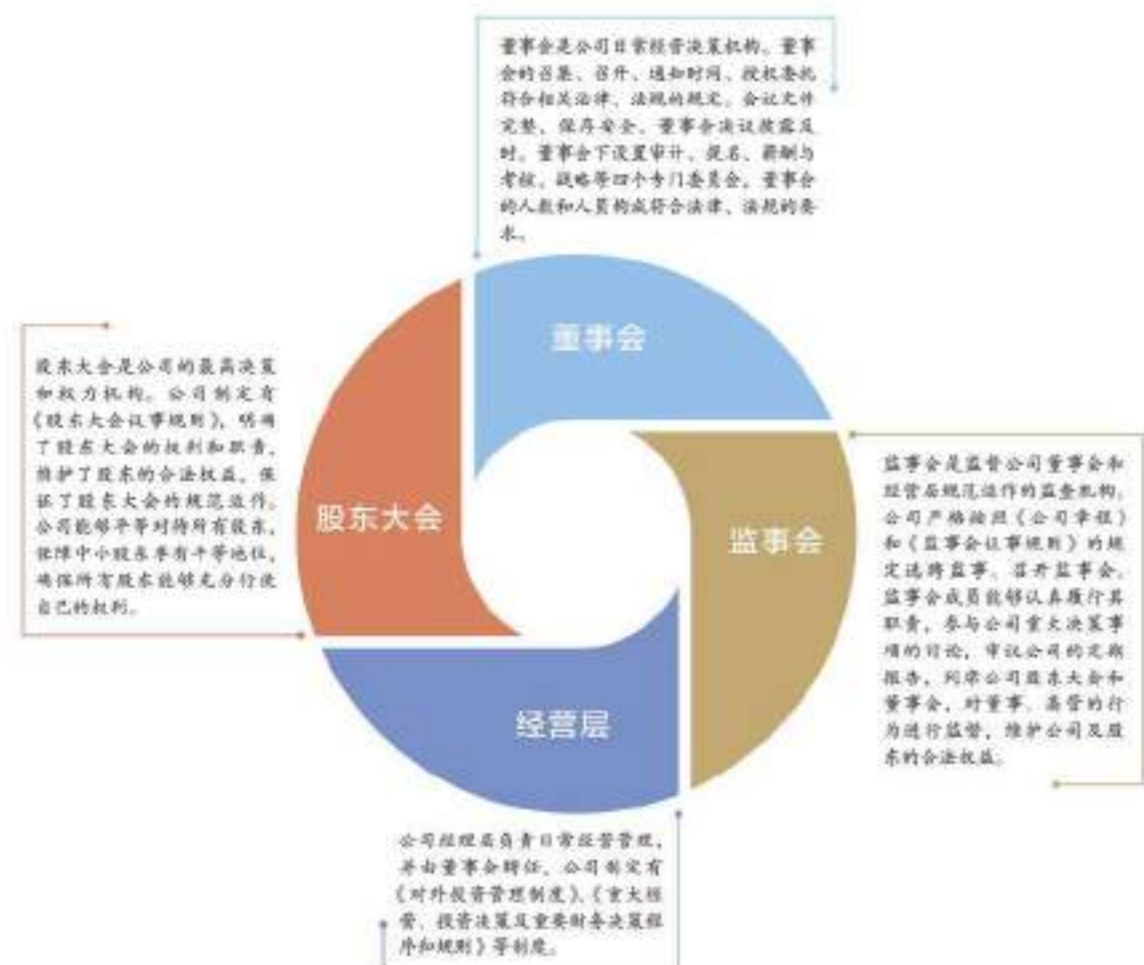 董事会是公司日常经营决策机构。董事
会的召集、召开、通知时间、授权委托
符合相关法律、法规的规定。会议文件
完整、保存安全。董事会决议披露及
时。董事会下设置审计、提名、薪酬与
考核、战略等四个专门委员会。董事会
的人数和人员构成符合法律、法规的要
求。
董事会
股东大会是公司的最高决策
和权力机构。公司制定有
《股东大会议事规则》，明确
了股东大会的权利和职责，
维护了股东的合法权益，保
证了股东大会的规范运作。
公司能够平等对待所有股东，
保障中小股东享有平等地位，
确保所有股东能够充分行使
自己的权利。
股东大会
监事会
监事会是监督公司董事会和
经营层规范运作的监查机构。
公司严格按照《公司章程》
和《监事会议事规则》的规
定选聘监事、召开监事会。
监事会成员能够认真履行其
职责，参与公司重大决策事
项的讨论，审议公司的定期
报告，列席公司股东大会和
董事会，对董事、高管的行
为进行监督，维护公司及股
东的合法权益。
经营层
公司经理层负责日常经营管理，
并由董事会聘任。公司制定有
《对外投资管理制度》、《重大经
营、投资决策及重要财务决策程
序和规则》等制度。